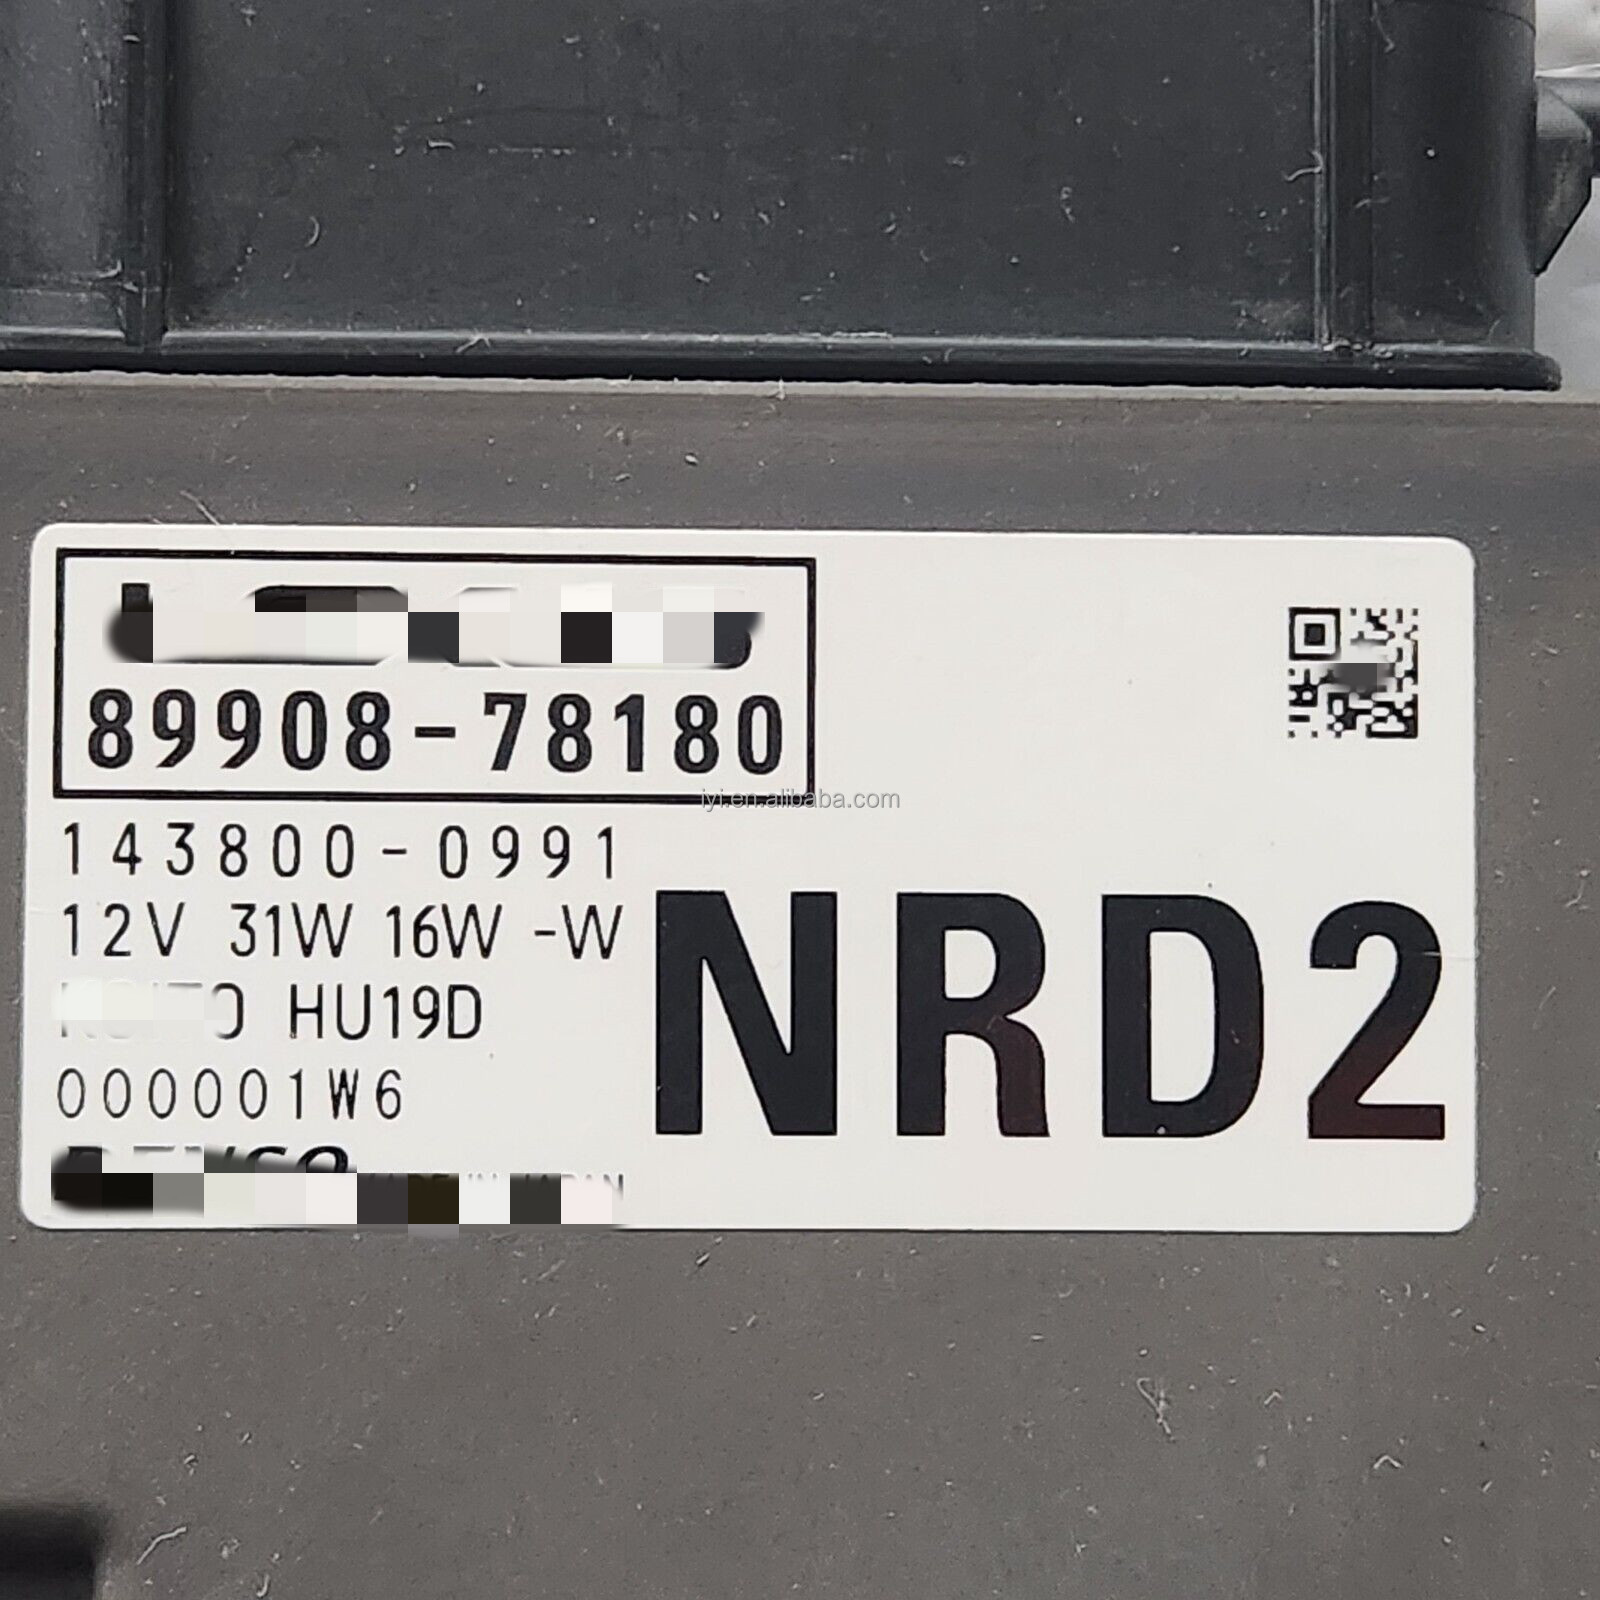 89908-78180
iyi.en.alibaba.com
143800-0991
12V 31W 16W -W
HU19D
000001W6
NRD2